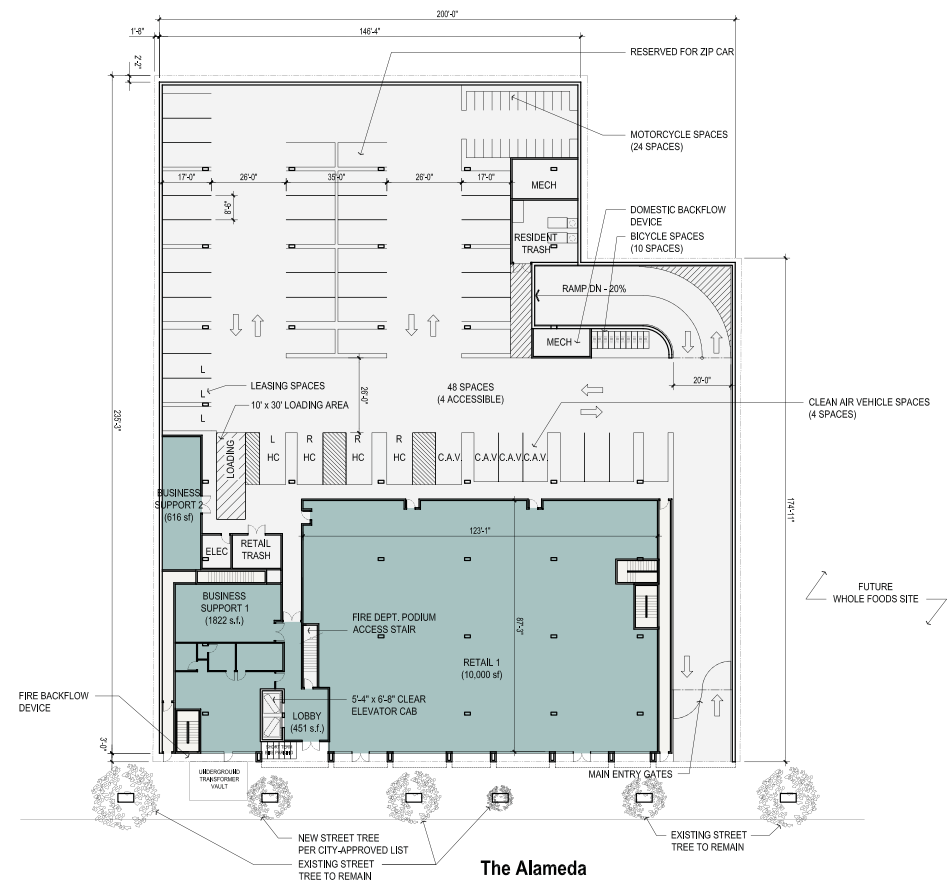 200'-0"
1'-8"
146'-4"
2'-2"
RESERVED FOR ZIP CAR
MOTORCYCLE SPACES
(24 SPACES)
17'-0"
26'-0"
35'-0"
26'-0"
17'-0"
MECH
8'-6"
DOMESTIC BACKFLOW
DEVICE
RESIDENT
TRASH
BICYCLE SPACES
(10 SPACES)
RAMP DN - 20%
MECH
L
L
L
LEASING SPACES
10' x 30' LOADING AREA
26'-0"
48 SPACES
(4 ACCESSIBLE)
20'-0"
CLEAN AIR VEHICLE SPACES
(4 SPACES)
235'-3"
LOADING
L
HC
R
HC
R
HC
R
HC
C.A.V.
C.A.V.
C.A.V.
C.A.V.
BUSINESS
SUPPORT 2
(616 sf)
174'-11"
123'-1"
ELEC
RETAIL
TRASH
FUTURE
WHOLE FOODS SITE
BUSINESS
SUPPORT 1
(1822 s.f.)
FIRE DEPT. PODIUM
ACCESS STAIR
87'-3"
RETAIL 1
(10,000 sf)
FIRE BACKFLOW
DEVICE
5'-4" x 6'-8" CLEAR
ELEVATOR CAB
LOBBY
(451 s.f.)
3'-0"
UNDERGROUND
TRANSFORMER
VAULT
MAIN ENTRY GATES
NEW STREET TREE
PER CITY-APPROVED LIST
EXISTING STREET
TREE TO REMAIN
EXISTING STREET
TREE TO REMAIN
The Alameda